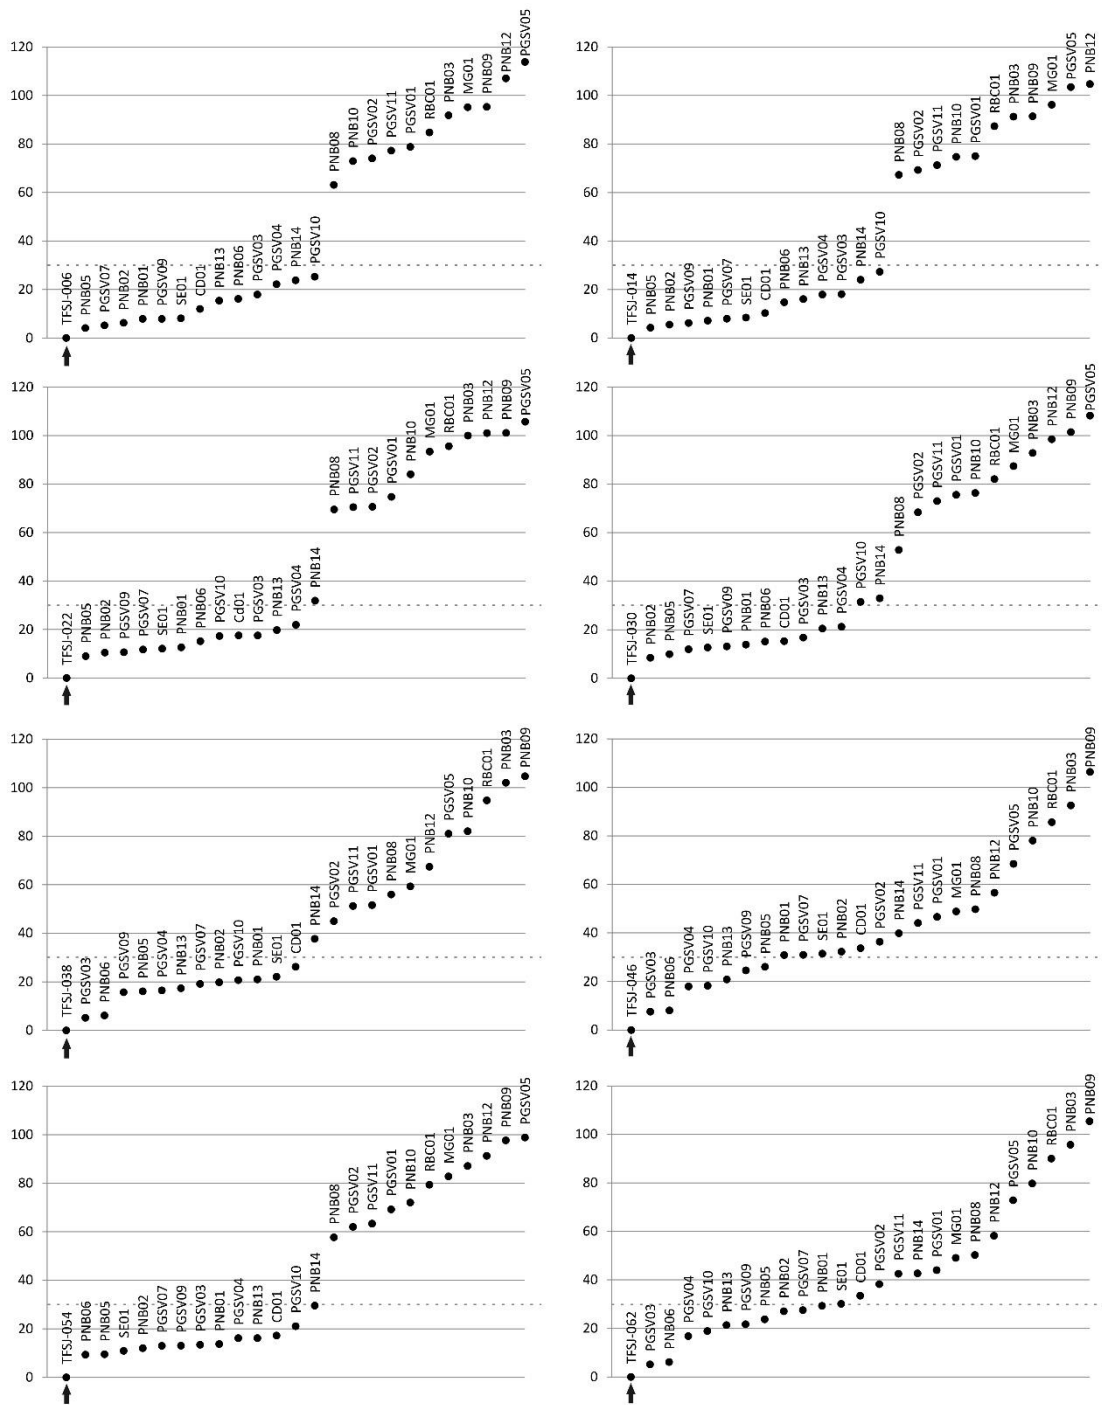 120
100
80
60
40
20
0
TFSJ-006
PNB05
PGSV07
PNB02
PNB01
PGSV09
SE01
CD01
PNB13
PNB06
PGSV03
PGSV04
PNB14
PGSV10
PNB08
PNB10
PGSV02
PGSV11
PGSV01
RBC01
PNB03
MG01
PNB09
PNB12
PGSV05
120
100
80
60
40
20
0
TFSJ-014
PNB05
PNB02
PGSV09
PNB01
PGSV07
SE01
CD01
PNB06
PNB13
PGSV04
PGSV03
PNB14
PGSV10
PNB08
PGSV02
PGSV11
PNB10
PGSV01
RBC01
PNB03
PNB09
MG01
PGSV05
PNB12
120
100
80
60
40
20
0
TFSJ-022
PNB05
PNB02
PGSV09
PGSV07
SE01
PNB01
PNB06
PGSV10
Cd01
PGSV03
PNB13
PGSV04
PNB14
PNB08
PGSV11
PGSV02
PGSV01
PNB10
MG01
RBC01
PNB03
PNB12
PNB09
PGSV05
120
100
80
60
40
20
0
TFSJ-030
PNB02
PNB05
PGSV07
SE01
PGSV09
PNB01
PNB06
CD01
PGSV03
PNB13
PGSV04
PGSV10
PNB14
PNB08
PGSV02
PGSV11
PGSV01
PNB10
RBC01
MG01
PNB03
PNB12
PNB09
PGSV05
120
100
80
60
40
20
0
TFSJ-038
PGSV03
PNB06
PGSV09
PNB05
PGSV04
PNB13
PGSV07
PNB02
PGSV10
PNB01
SE01
CD01
PNB14
PGSV02
PGSV11
PGSV01
PNB08
MG01
PNB12
PGSV05
PNB10
RBC01
PNB03
PNB09
120
100
80
60
40
20
0
TFSJ-046
PGSV03
PNB06
PGSV04
PGSV10
PNB13
PGSV09
PNB05
PNB01
PGSV07
SE01
PNB02
CD01
PGSV02
PNB14
PGSV11
PGSV01
MG01
PNB08
PNB12
PGSV05
PNB10
RBC01
PNB03
PNB09
120
100
80
60
40
20
0
TFSJ-054
PNB06
PNB05
SE01
PNB02
PGSV07
PGSV09
PGSV03
PNB01
PGSV04
PNB13
CD01
PGSV10
PNB14
PNB08
PGSV02
PGSV11
PGSV01
PNB10
RBC01
MG01
PNB03
PNB12
PNB09
PGSV05
120
100
80
60
40
20
0
TFSJ-062
PGSV03
PNB06
PGSV04
PGSV10
PNB13
PGSV09
PNB05
PNB02
PGSV07
PNB01
SE01
CD01
PGSV02
PGSV11
PNB14
PGSV01
MG01
PNB08
PNB12
PGSV05
PNB10
RBC01
PNB03
PNB09